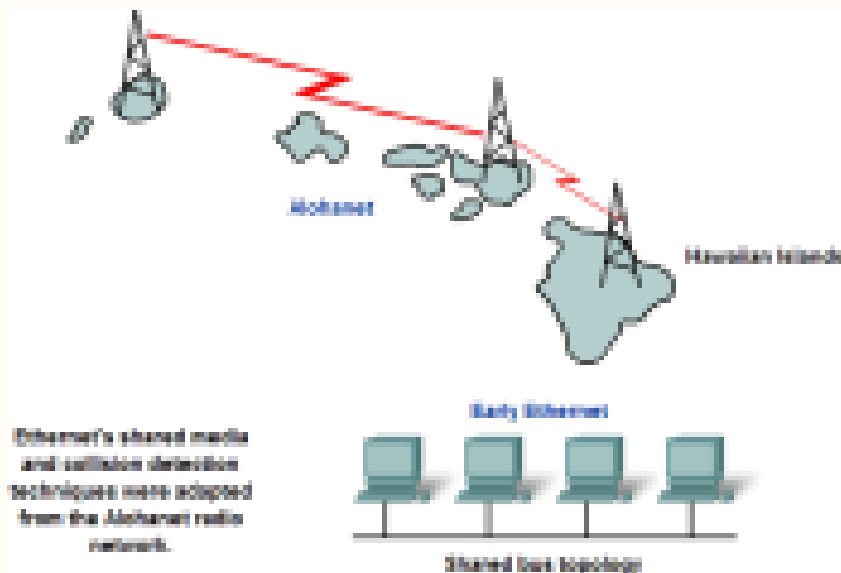 Alohanet
Hawaiian Islands
Early Ethernet
Ethernet's shared media
and collision detection
techniques were adapted
from the Alohanet radio
network.
Shared bus topology